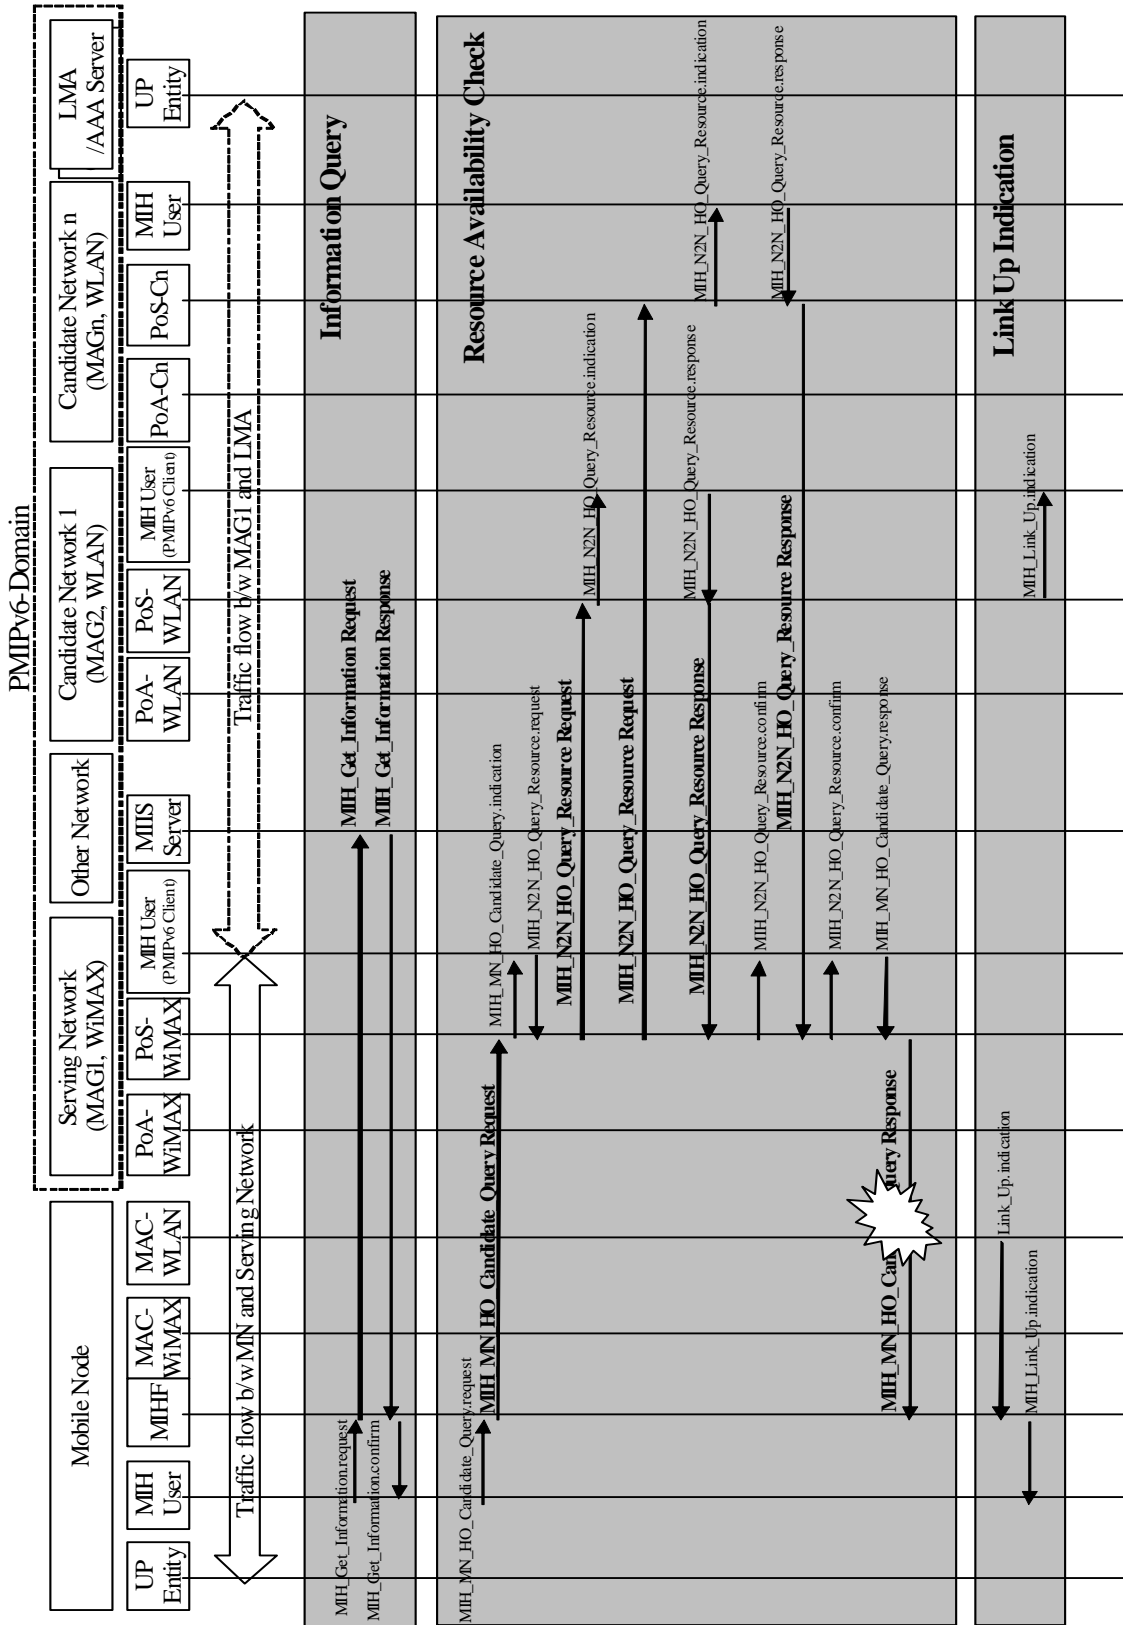 PMIPv6-Domain
Mobile Node
Serving Network
(MAG1, WiMAX)
Other Network
Candidate Network 1
(MAG2, WLAN)
Candidate Network n
(MAGn, WLAN)
LMA
/AAA Server
UP
Entity
MIH
User
MIHF
MAC-
WiMAX
MAC-
WLAN
PoA-
WiMAX
PoS-
WiMAX
MIH User
(PMIPv6 Client)
MIIS
Server
PoA-
WLAN
PoS-
WLAN
MIH User
(PMIPv6 Client)
PoA-Cn
PoS-Cn
MIH
User
UP
Entity
Traffic flow b/w MN and Serving Network
Traffic flow b/w MAG1 and LMA
Information Query
MIH_Get_Information.request
MIH_Get_Information Request
MIH_Get_Information Response
MIH_Get_Information.confirm
Resource Availability Check
MIH_MN_HO_Candidate_Query.request
MIH_MN_HO_Candidate_Query Request
MIH_MN_HO_Candidate_Query.indication
MIH_N2N_HO_Query_Resource.request
MIH_N2N_HO_Query_Resource Request
MIH_N2N_HO_Query_Resource.indication
MIH_N2N_HO_Query_Resource Request
MIH_N2N_HO_Query_Resource.response
MIH_N2N_HO_Query_Resource Response
MIH_N2N_HO_Query_Resource.indication
MIH_N2N_HO_Query_Resource.confirm
MIH_N2N_HO_Query_Resource.response
MIH_N2N_HO_Query_Resource Response
MIH_N2N_HO_Query_Resource.confirm
MIH_MN_HO_Candidate_Query.response
MIH_MN_HO_Can uery Response
Link Up Indication
Link_Up.indication
MIH_Link_Up.indication
MIH_Link_Up.indication